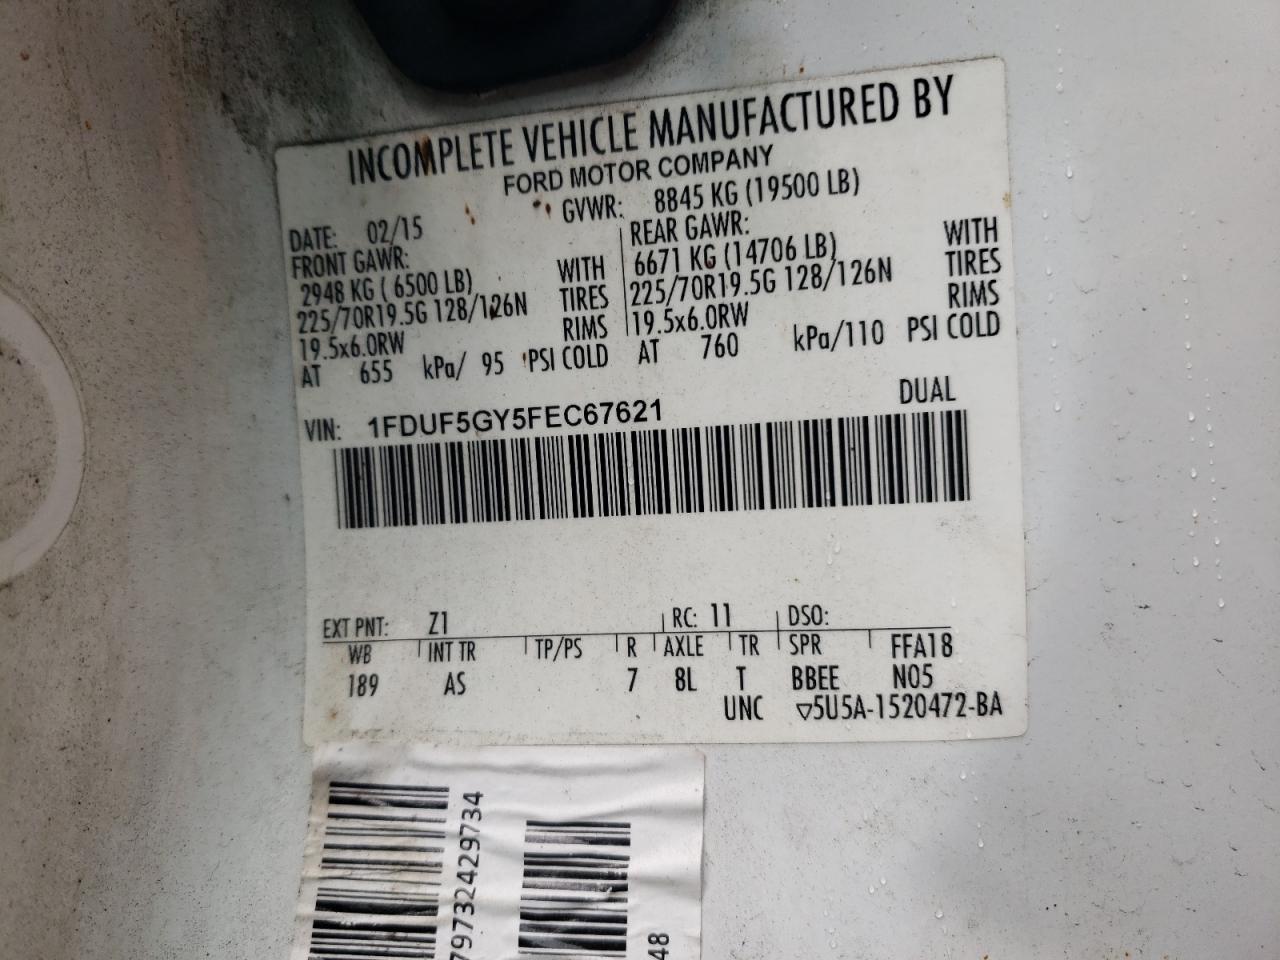 INCOMPLETE VEHICLE MANUFACTURED BY
FORD MOTOR COMPANY
DATE: 02/15 GVWR: 8845 KG (19500 LB)
FRONT GAWR: REAR GAWR:
2948 KG ( 6500 LB) WITH 6671 KG (14706 LB) WITH
225/70R19.5G 128/126N TIRES 225/70R19.5G 128/126N TIRES
19.5x6.0RW RIMS 19.5x6.0RW RIMS
AT 655 kPa/ 95 PSI COLD AT 760 kPa/110 PSI COLD
VIN: 1FDUF5GY5FEC67621 DUAL
EXT PNT: Z1 RC: 11 DSO:
WB INT TR TP/PS R AXLE TR SPR FFA18
189 AS 7 8L T BBEE N05
UNC ▽5U5A-1520472-BA
79732429734
48